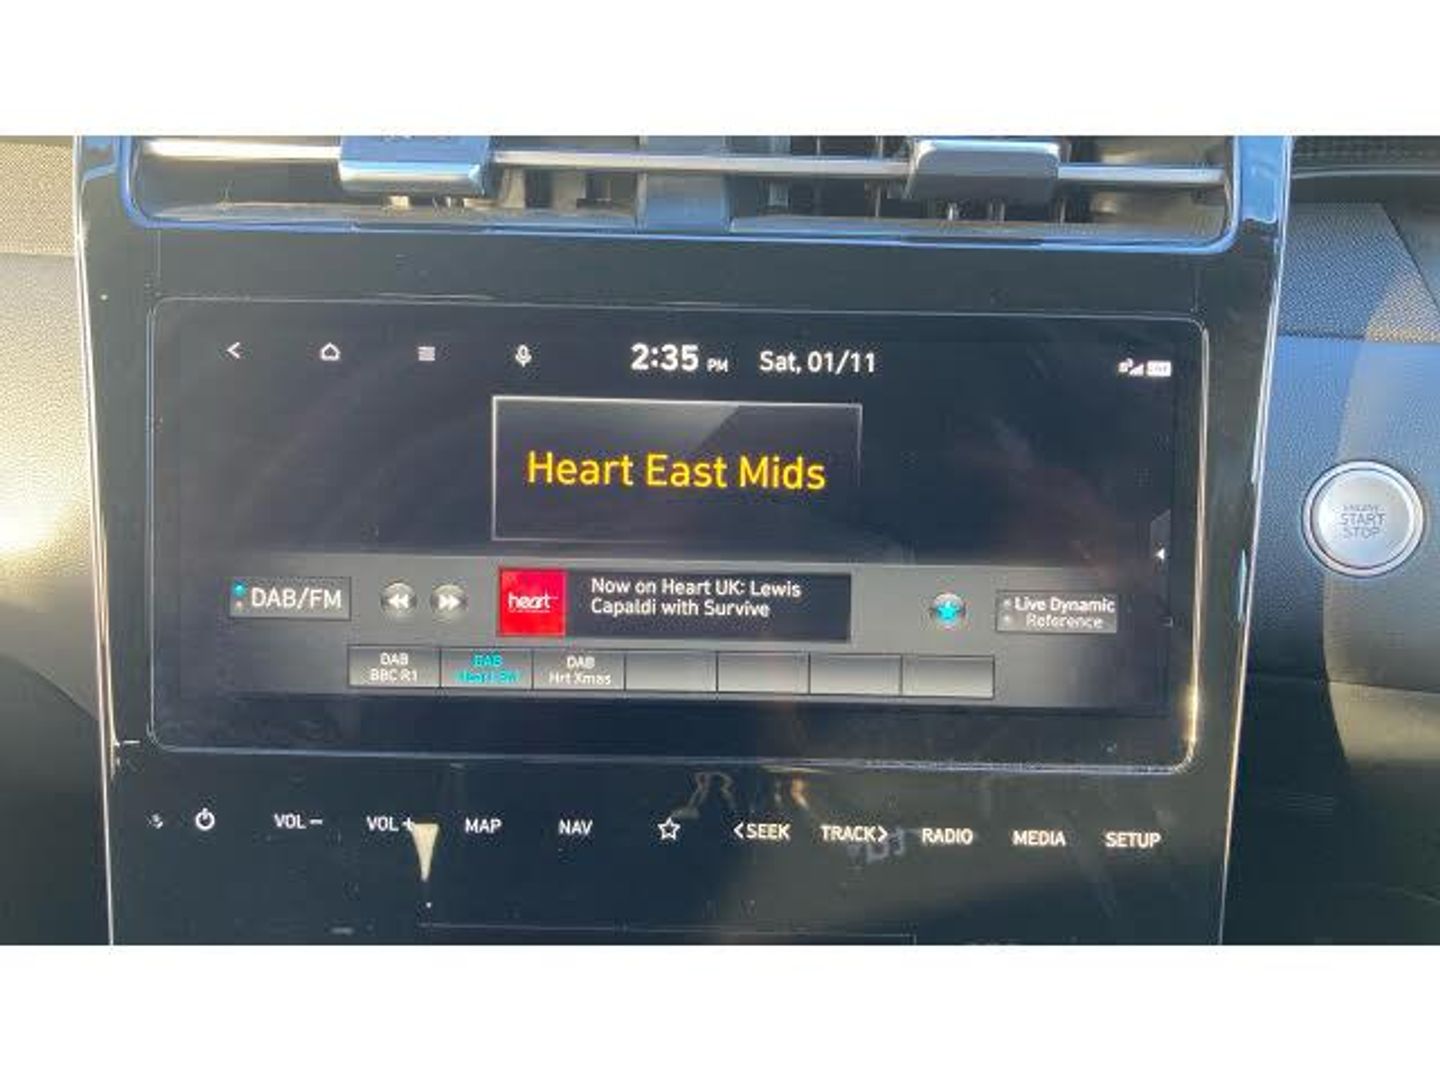 2:35 PM Sat, 01/11
Heart East Mids
DAB/FM
heart
Now on Heart UK: Lewis
Capaldi with Survive
Live Dynamic
Reference
DAB
BBC R1
DAB
DAB
Hrt Xmas
ENGINE
START
STOP
VOL− VOL+ MAP NAV <SEEK TRACK> RADIO MEDIA SETUP